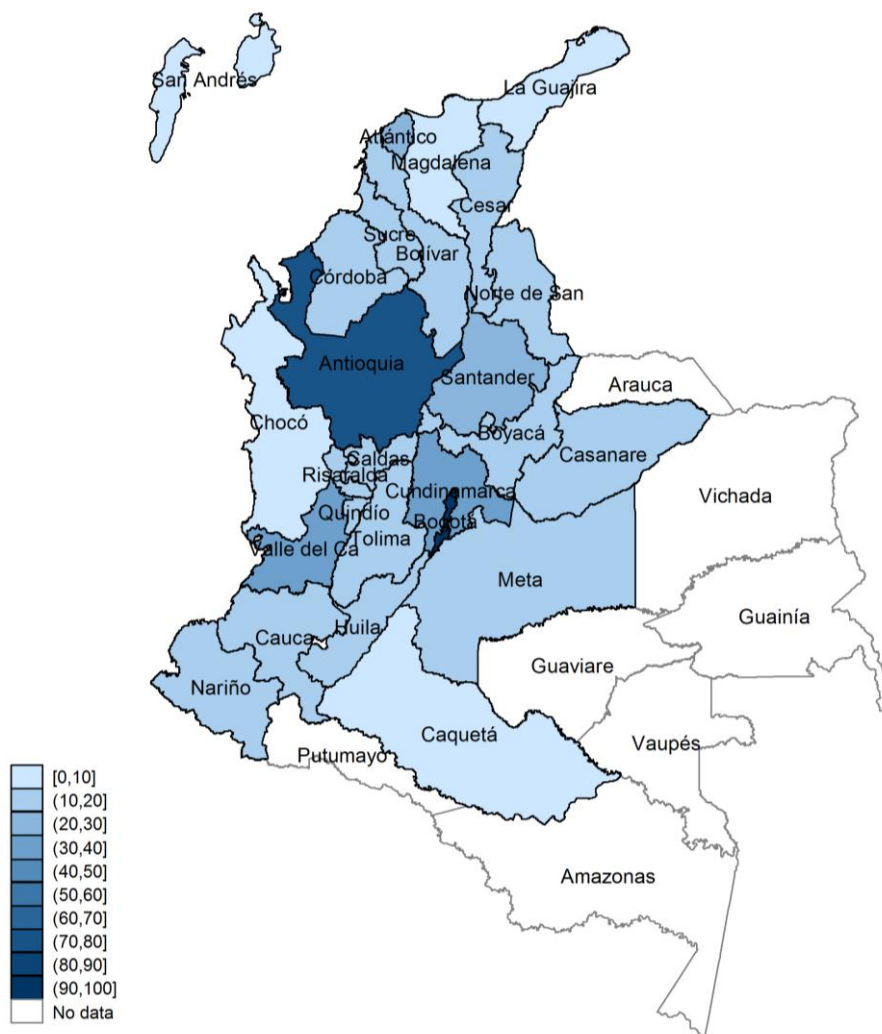 San Andrés
La Guajira
Atlántico
Magdalena
Cesar
Sucre
Bolívar
Córdoba
Norte de San
Antioquia
Santander
Arauca
Chocó
Boyacá
Caldas
Casanare
Risaralda
Cundinamarca
Vichada
Quindío
Bogotá
Valle del Ca
Tolima
Meta
Guainía
Huila
Cauca
Guaviare
Nariño
Caquetá
Vaupés
Putumayo
Amazonas
[0,10]
(10,20]
(20,30]
(30,40]
(40,50]
(50,60]
(60,70]
(70,80]
(80,90]
(90,100]
No data